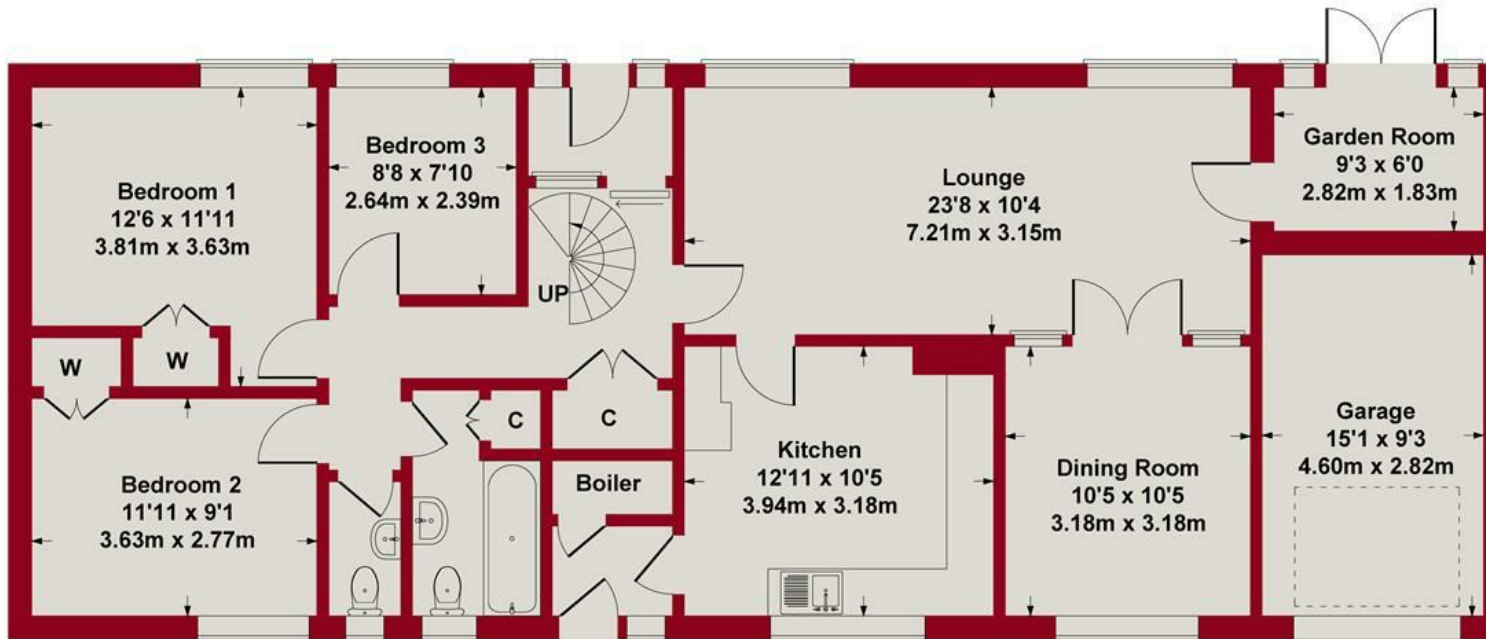 Bedroom 1
12'6 x 11'11
3.81m x 3.63m
Bedroom 3
8'8 x 7'10
2.64m x 2.39m
UP
Lounge
23'8 x 10'4
7.21m x 3.15m
Garden Room
9'3 x 6'0
2.82m x 1.83m
W
W
C
C
Bedroom 2
11'11 x 9'1
3.63m x 2.77m
Boiler
Kitchen
12'11 x 10'5
3.94m x 3.18m
Dining Room
10'5 x 10'5
3.18m x 3.18m
Garage
15'1 x 9'3
4.60m x 2.82m